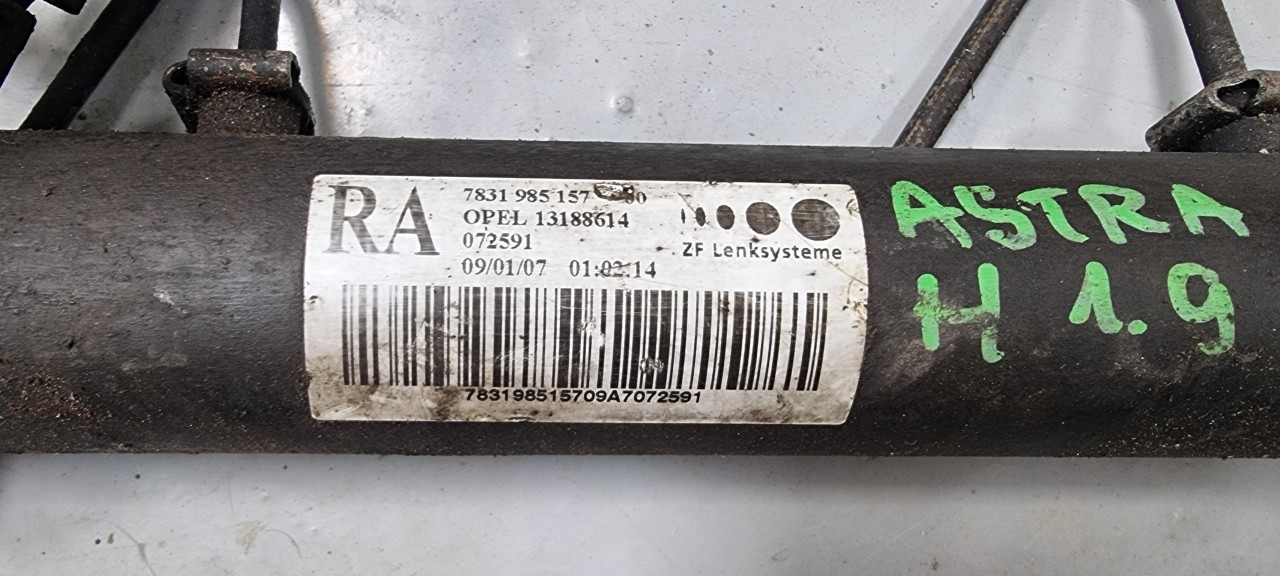 RA
7831 985 157
OPEL 13188614
072591
09/01/07 01:02:14
ZF Lenksysteme
783198515709A7072591
ASTRA
H 1.9